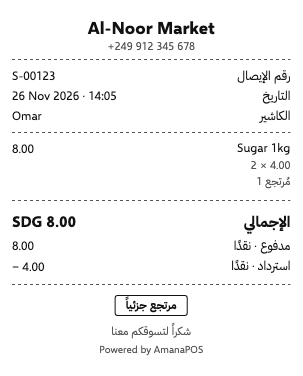 Al-Noor Market
+249 912 345 678
رقم الإيصال S-00123
التاريخ 26 Nov 2026 · 14:05
الكاشير Omar
Sugar 1kg 8.00
2 × 4.00
مُرتجع 1
الإجمالي SDG 8.00
مدفوع · نقدًا 8.00
استرداد · نقدًا − 4.00
مرتجع جزئياً
شكراً لتسوقكم معنا
Powered by AmanaPOS